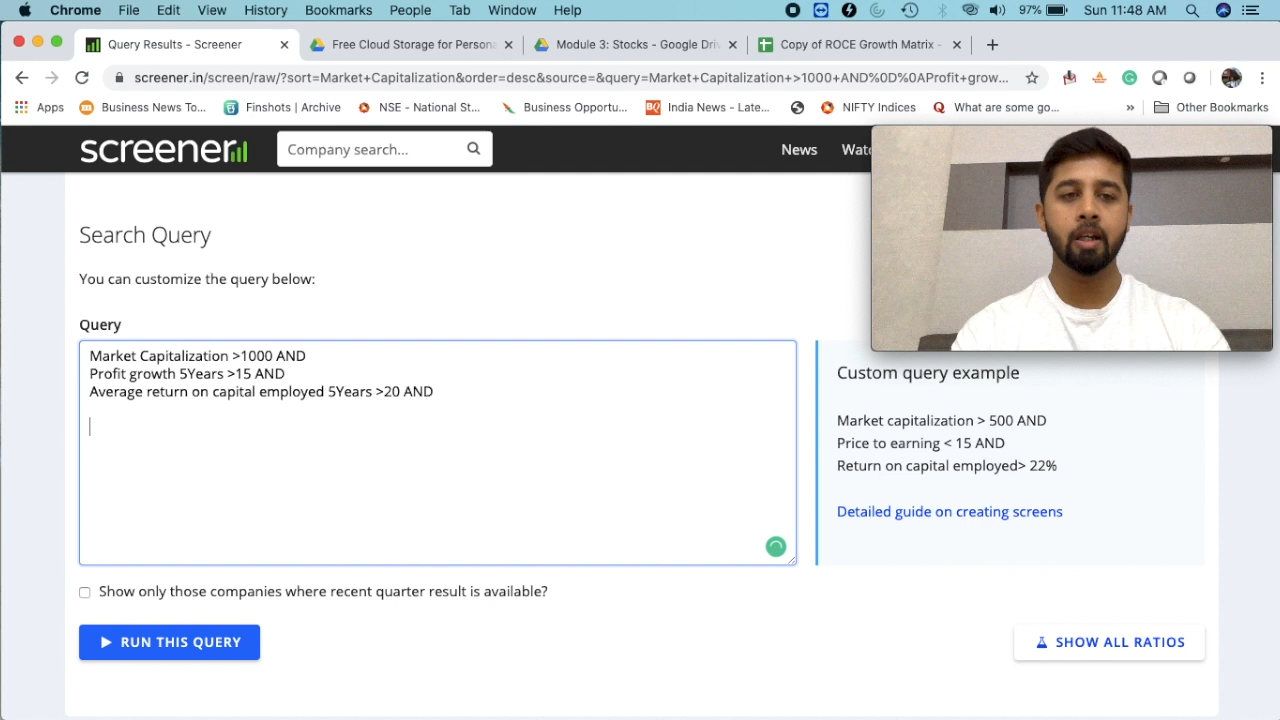 Chrome File Edit View History Bookmarks People Tab Window Help 97% Sun 11:48 AM
Query Results - Screener Free Cloud Storage for Persona Module 3: Stocks - Google Driv Copy of ROCE Growth Matrix -
screener.in/screen/raw/?sort=Market+Capitalization&order=desc&source=&query=Market+Capitalization+>1000+AND%0D%0AProfit+grow...
Apps Business News To... Finshots | Archive NSE - National St... Business Opportu... BQ India News - Late... NIFTY Indices Q What are some go... » Other Bookmarks
screener Company search... News
Search Query
You can customize the query below:
Query
Market Capitalization >1000 AND
Profit growth 5Years >15 AND
Average return on capital employed 5Years >20 AND
Custom query example
Market capitalization > 500 AND
Price to earning < 15 AND
Return on capital employed> 22%
Detailed guide on creating screens
Show only those companies where recent quarter result is available?
RUN THIS QUERY SHOW ALL RATIOS